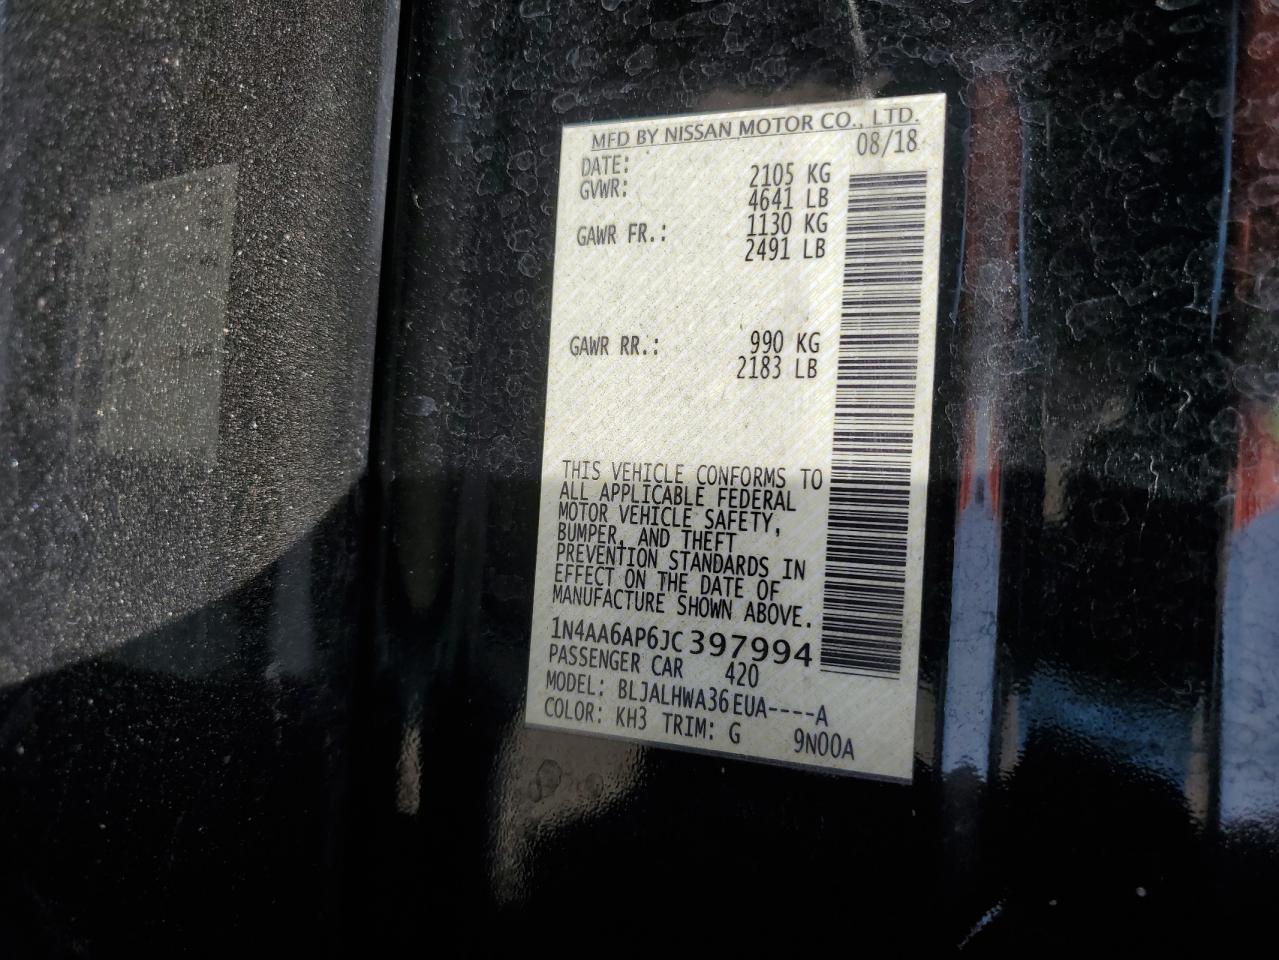 MFD BY NISSAN MOTOR CO., LTD.
DATE: 08/18
GVWR: 2105 KG
4641 LB
GAWR FR.: 1130 KG
2491 LB
GAWR RR.: 990 KG
2183 LB
THIS VEHICLE CONFORMS TO
ALL APPLICABLE FEDERAL
MOTOR VEHICLE SAFETY,
BUMPER, AND THEFT
PREVENTION STANDARDS IN
EFFECT ON THE DATE OF
MANUFACTURE SHOWN ABOVE.
1N4AA6AP6JC397994
PASSENGER CAR 420
MODEL: BLJALHWA36EUA----A
COLOR: KH3 TRIM: G 9N00A